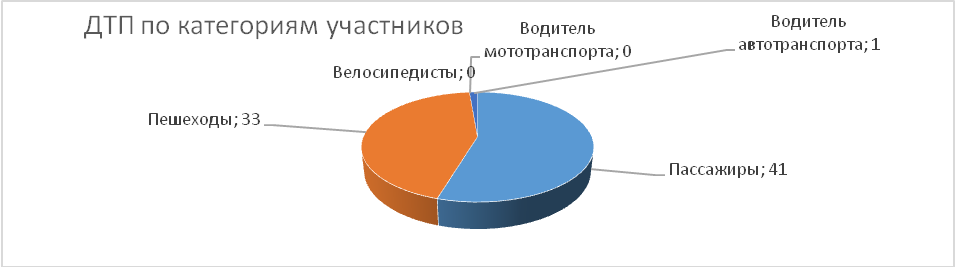 ДТП по категориям участников
Водитель
мототранспорта; 0
Водитель
автотранспорта; 1
Велосипедисты; 0
Пешеходы; 33
Пассажиры; 41